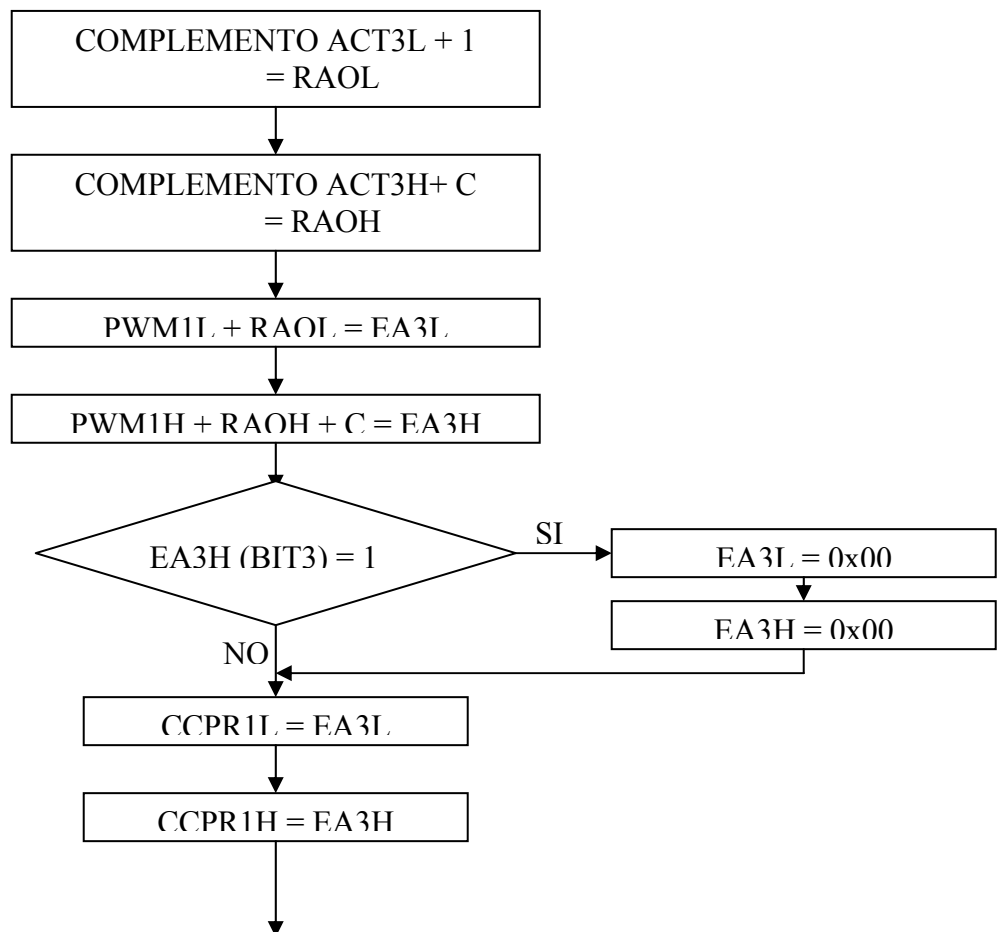 COMPLEMENTO ACT3L + 1
= RAOL
COMPLEMENTO ACT3H+ C
= RAOH
PWM1L + RAOL = EA3L
PWM1H + RAOH + C = EA3H
EA3H (BIT3) = 1
SI
EA3L = 0x00
EA3H = 0x00
NO
CCPR1L = EA3L
CCPR1H = EA3H